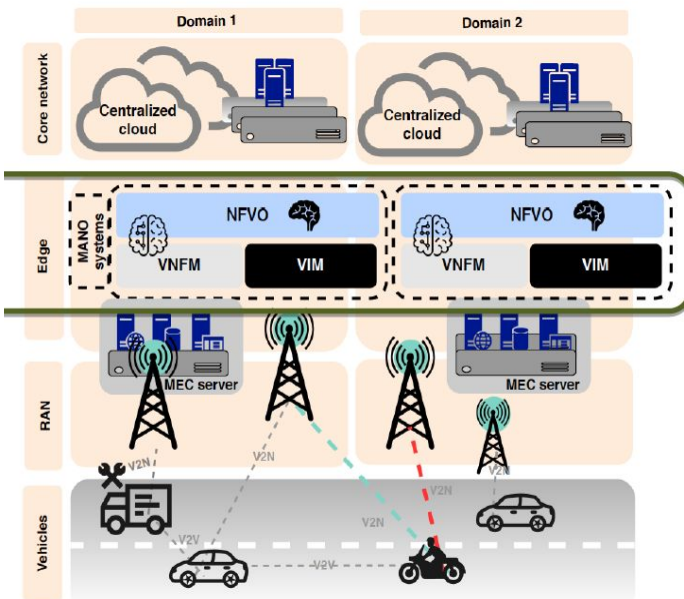 Domain 1
Domain 2
Core network
Centralized
cloud
Centralized
cloud
Edge
MANO
systems
NFVO
VNFM
VIM
NFVO
VNFM
VIM
MEC server
MEC server
RAN
V2N
V2N
V2N
V2N
V2N
Vehicles
V2V
V2V